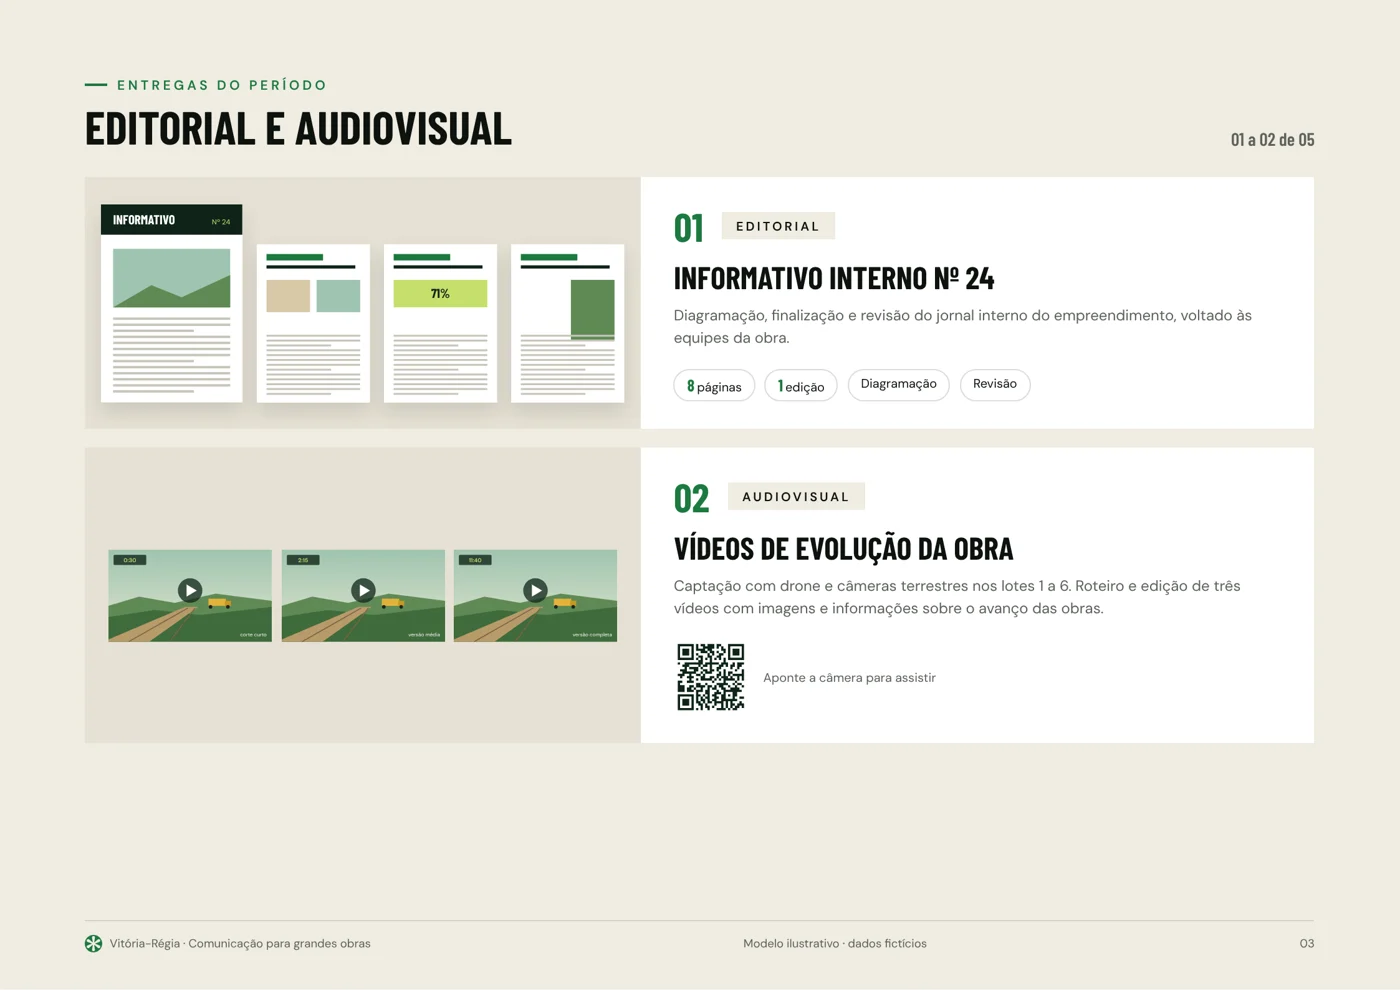 ENTREGAS DO PERÍODO
EDITORIAL E AUDIOVISUAL
01 a 02 de 05
INFORMATIVO
Nº 24
71%
01
EDITORIAL
INFORMATIVO INTERNO Nº 24
Diagramação, finalização e revisão do jornal interno do empreendimento, voltado às
equipes da obra.
8 páginas
1 edição
Diagramação
Revisão
0:30
corte curto
2:15
versão média
11:40
versão completa
02
AUDIOVISUAL
VÍDEOS DE EVOLUÇÃO DA OBRA
Captação com drone e câmeras terrestres nos lotes 1 a 6. Roteiro e edição de três
vídeos com imagens e informações sobre o avanço das obras.
Aponte a câmera para assistir
Vitória-Régia · Comunicação para grandes obras
Modelo ilustrativo · dados fictícios
03